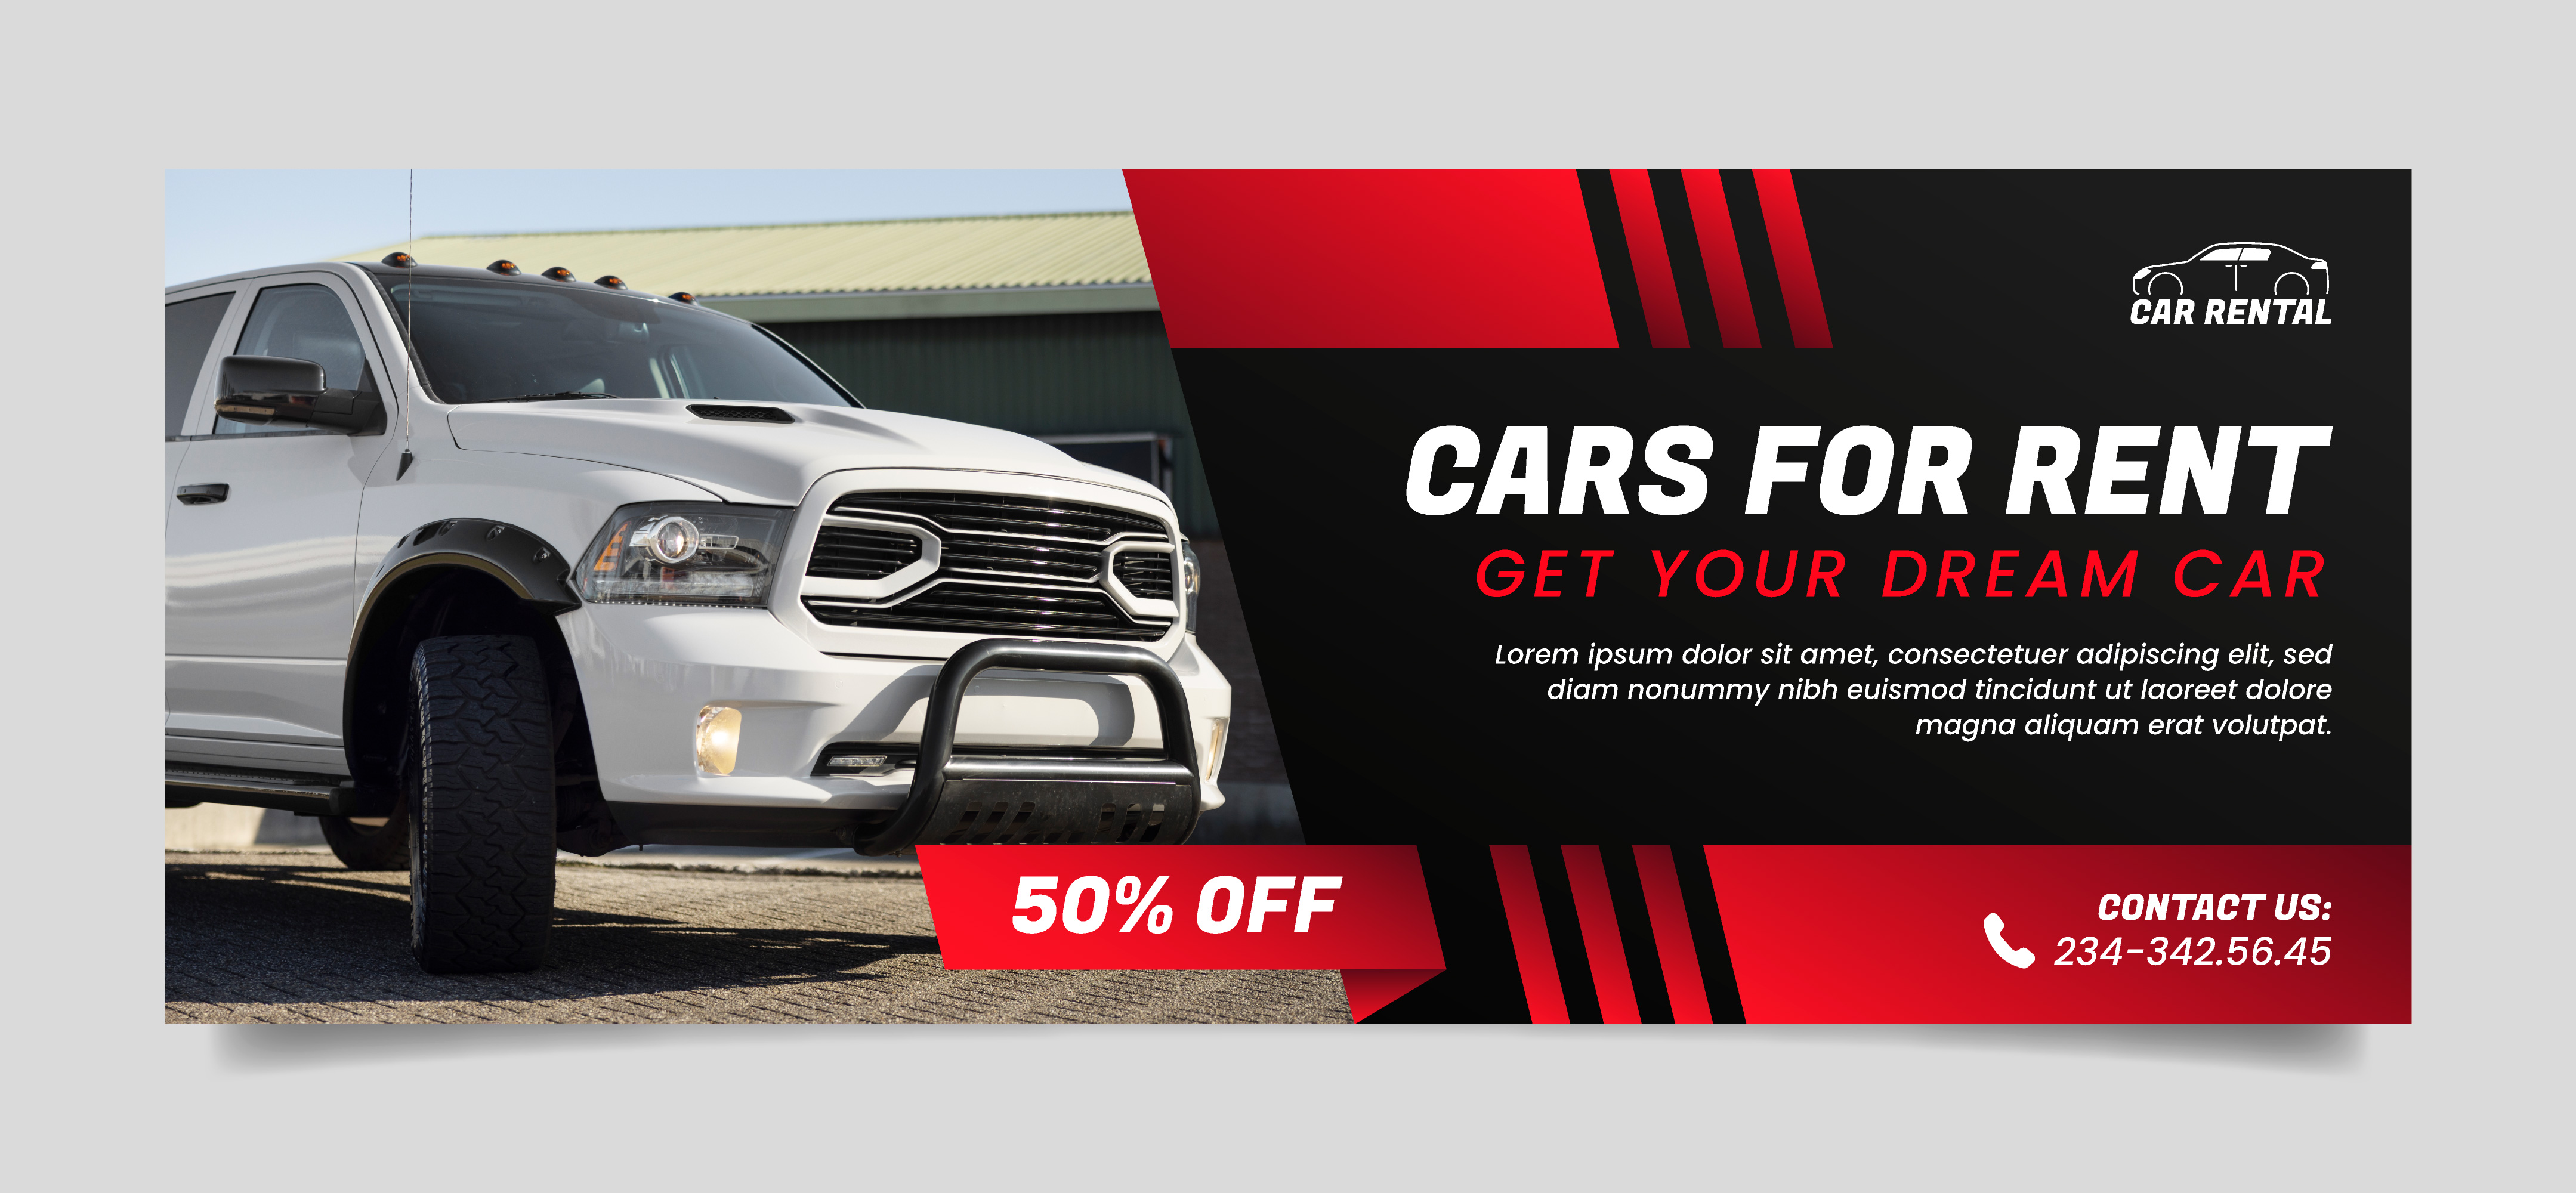 CAR RENTAL
CARS FOR RENT
GET YOUR DREAM CAR
Lorem ipsum dolor sit amet, consectetuer adipiscing elit, sed
diam nonummy nibh euismod tincidunt ut laoreet dolore
magna aliquam erat volutpat.
50% OFF
CONTACT US:
234-342.56.45